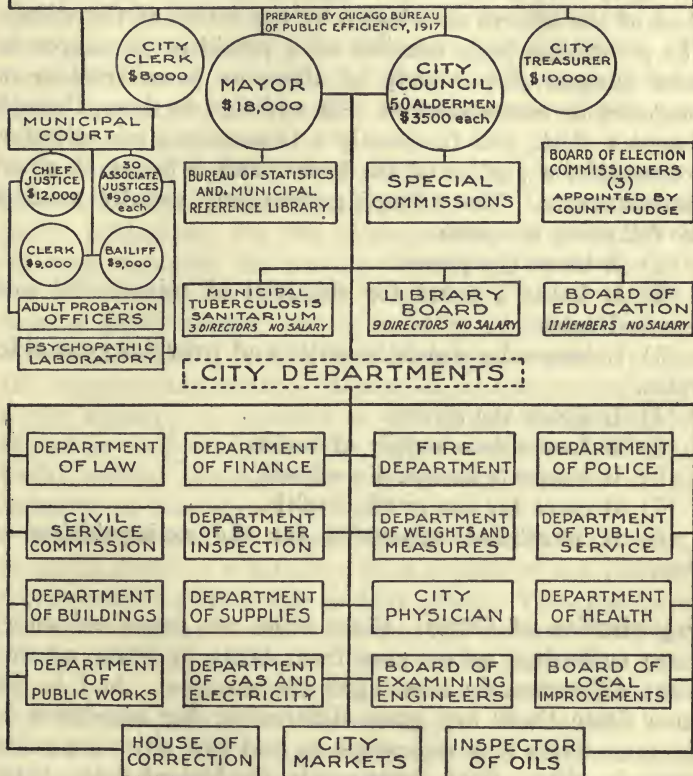 PREPARED BY CHICAGO BUREAU
OF PUBLIC EFFICIENCY, 1917
CITY
CLERK
$8,000
MAYOR
$18,000
CITY
COUNCIL
50 ALDERMEN
$3500 each
CITY
TREASURER
$10,000
MUNICIPAL
COURT
CHIEF
JUSTICE
$12,000
30
ASSOCIATE
JUSTICES
$9000
each
CLERK
$9,000
BAILIFF
$9,000
ADULT PROBATION
OFFICERS
PSYCHOPATHIC
LABORATORY
BUREAU OF STATISTICS
AND MUNICIPAL
REFERENCE LIBRARY
SPECIAL
COMMISSIONS
BOARD OF ELECTION
COMMISSIONERS
(3)
APPOINTED BY
COUNTY JUDGE
MUNICIPAL
TUBERCULOSIS
SANITARIUM
3 DIRECTORS NO SALARY
LIBRARY
BOARD
9 DIRECTORS NO SALARY
BOARD OF
EDUCATION
11 MEMBERS NO SALARY
CITY DEPARTMENTS
DEPARTMENT
OF LAW
DEPARTMENT
OF FINANCE
FIRE
DEPARTMENT
DEPARTMENT
OF POLICE
CIVIL
SERVICE
COMMISSION
DEPARTMENT
OF BOILER
INSPECTION
DEPARTMENT
OF WEIGHTS AND
MEASURES
DEPARTMENT
OF PUBLIC
SERVICE
DEPARTMENT
OF BUILDINGS
DEPARTMENT
OF SUPPLIES
CITY
PHYSICIAN
DEPARTMENT
OF HEALTH
DEPARTMENT
OF
PUBLIC WORKS
DEPARTMENT
OF GAS AND
ELECTRICITY
BOARD OF
EXAMINING
ENGINEERS
BOARD OF
LOCAL
IMPROVEMENTS
HOUSE OF
CORRECTION
CITY
MARKETS
INSPECTOR
OF OILS